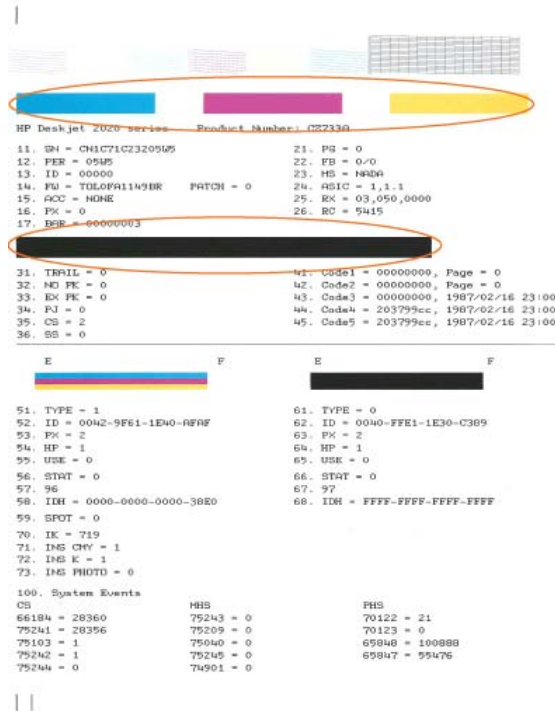 HP Deskjet 2020 series Product Number: CZ733A
11. SN = CN1C71C23205W5 21. PG = 0
12. PER = 05W5 22. FB = 0/0
13. ID = 00000 23. MS = NADA
14. FW = TOL0FA1149BR PATCH = 0 24. ASIC = 1,1.1
15. ACC = NONE 25. RX = 03,050,0000
16. PX = 0 26. RC = 5415
17. BAR = 00000003
31. TRAIL = 0 41. Code1 = 00000000, Page = 0
32. NO PK = 0 42. Code2 = 00000000, Page = 0
33. EX PK = 0 43. Code3 = 00000000, 1987/02/16 23:00
34. PJ = 0 44. Code4 = 203799cc, 1987/02/16 23:00
35. CS = 2 45. Code5 = 203799cc, 1987/02/16 23:00
36. SS = 0
E F E F
51. TYPE = 1 61. TYPE = 0
52. ID = 0042-9F61-1E40-AFAF 62. ID = 0040-FFE1-1E30-C389
53. PX = 2 63. PX = 2
54. HP = 1 64. HP = 1
55. USE = 0 65. USE = 0
56. STAT = 0 66. STAT = 0
57. 96 67. 97
58. IDH = 0000-0000-0000-38E0 68. IDH = FFFF-FFFF-FFFF-FFFF
59. SPOT = 0
70. IK = 719
71. INS CMY = 1
72. INS K = 1
73. INS PHOTO = 0
100. System Events
CS MHS PHS
66184 = 28360 75243 = 0 70122 = 21
75241 = 28356 75209 = 0 70123 = 0
75103 = 1 75040 = 0 65848 = 100888
75242 = 1 75245 = 0 65847 = 55476
75244 = 0 74901 = 0